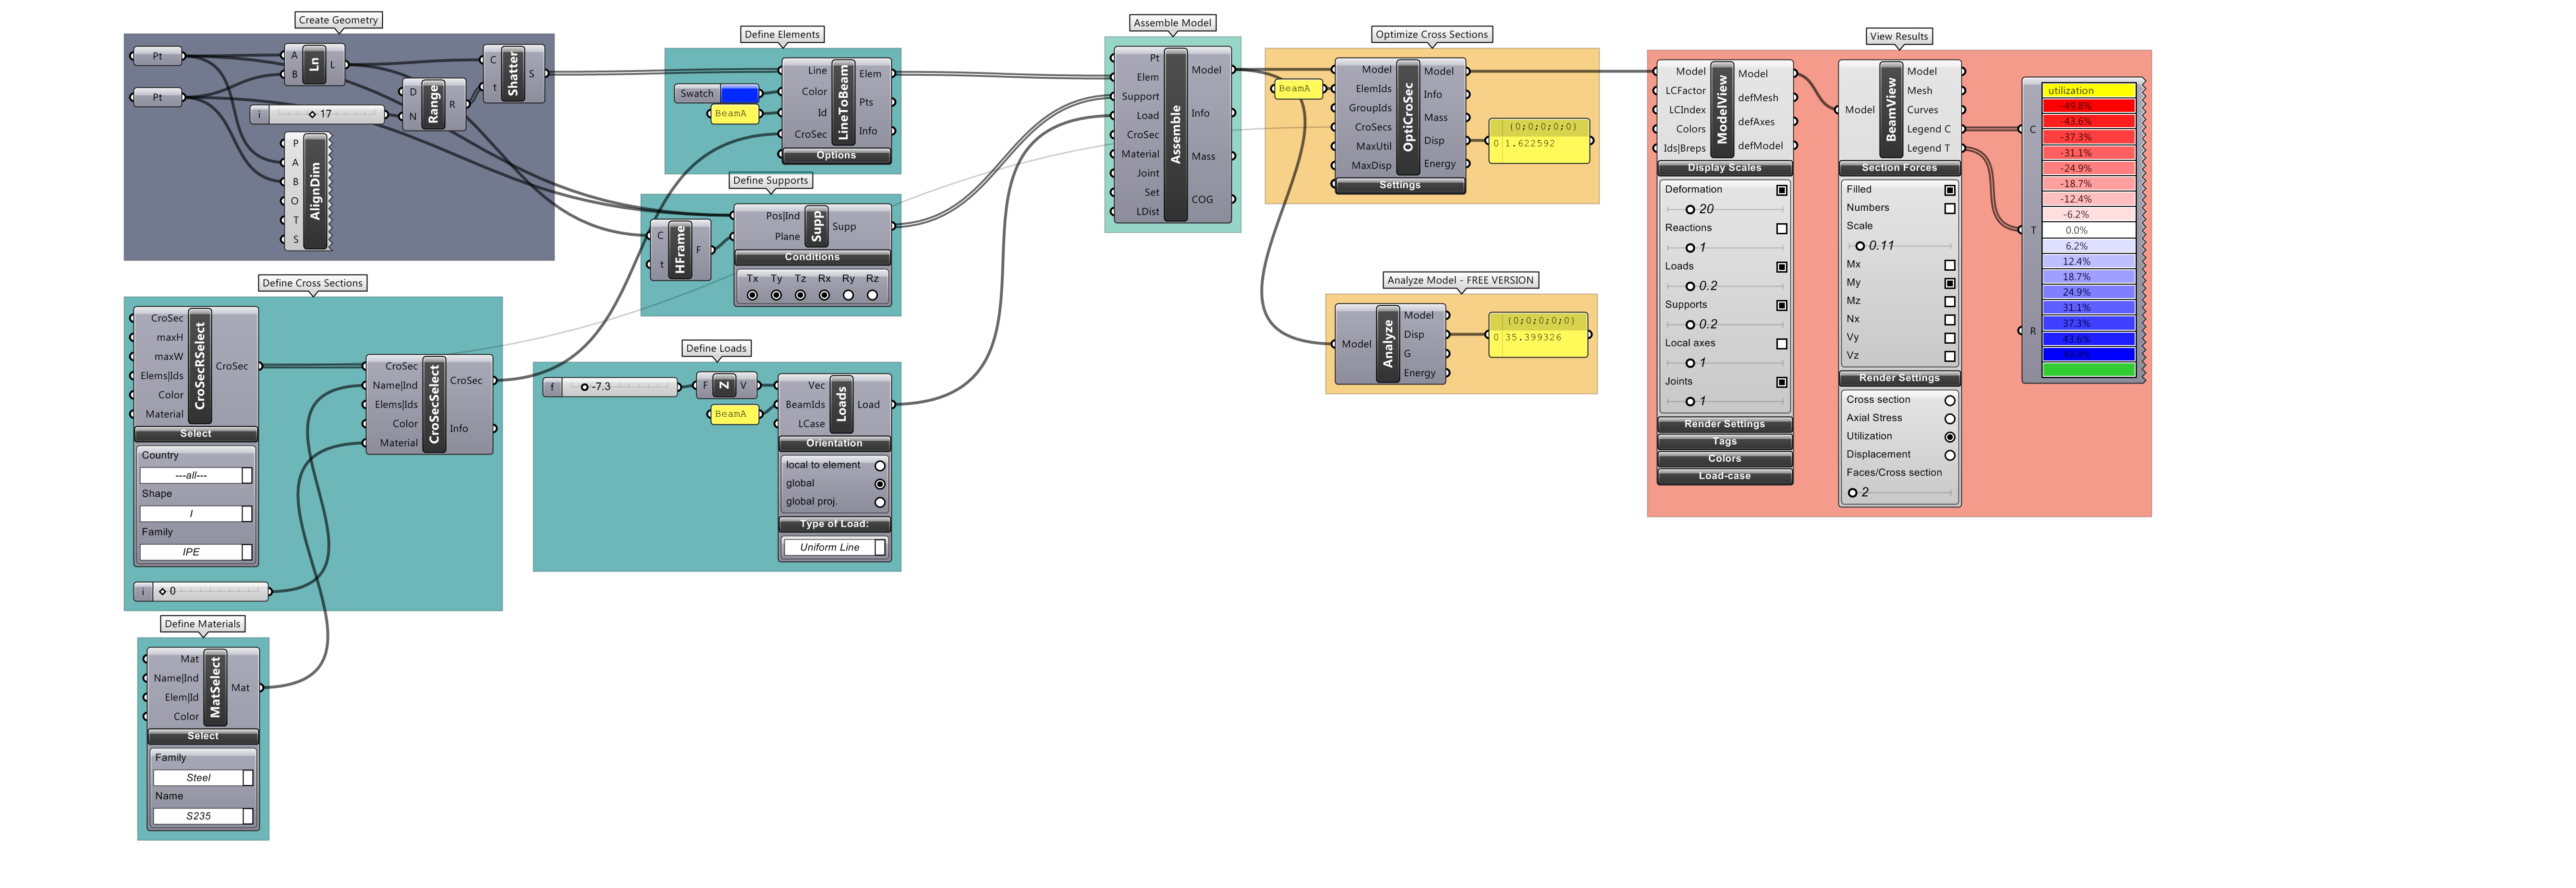 Create Geometry
Pt
Pt
A
B
Ln
L
i
17
D
N
Range
R
C
t
Shatter
S
P
A
B
O
T
S
AlignDim
Define Cross Sections
CroSec
maxH
maxW
Elems|Ids
Color
Material
CroSecRSelect
CroSec
Select
Country
---all---
Shape
I
Family
IPE
i
0
CroSec
Name|Ind
Elems|Ids
Color
Material
CroSecSelect
CroSec
Info
Define Materials
Mat
Name|Ind
Elem|Id
Color
MatSelect
Mat
Select
Family
Steel
Name
S235
Define Elements
Swatch
BeamA
Line
Color
Id
CroSec
LineToBeam
Elem
Pts
Info
Options
Define Supports
C
t
HFrame
F
Pos|Ind
Plane
Supp
Supp
Conditions
Tx Ty Tz Rx Ry Rz
Define Loads
f
-7.3
F
Z
V
BeamA
Vec
BeamIds
LCase
Loads
Load
Orientation
local to element
global
global proj.
Type of Load:
Uniform Line
Assemble Model
Pt
Elem
Support
Load
CroSec
Material
Joint
Set
LDist
Assemble
Model
Info
Mass
COG
Optimize Cross Sections
BeamA
Model
ElemIds
GroupIds
CroSecs
MaxUtil
MaxDisp
OptiCroSec
Model
Info
Mass
Disp
Energy
Settings
{0;0;0;0;0}
0 1.622592
Analyze Model - FREE VERSION
Model
Analyze
Model
Disp
G
Energy
{0;0;0;0;0}
0 35.399326
View Results
Model
LCFactor
LCIndex
Colors
Ids|Breps
ModelView
Model
defMesh
defAxes
defModel
Display Scales
Deformation
20
Reactions
1
Loads
0.2
Supports
0.2
Local axes
1
Joints
1
Render Settings
Tags
Colors
Load-case
Model
BeamView
Model
Mesh
Curves
Legend C
Legend T
Section Forces
Filled
Numbers
Scale
0.11
Mx
My
Mz
Nx
Vy
Vz
Render Settings
Cross section
Axial Stress
Utilization
Displacement
Faces/Cross section
2
C
T
R
utilization
-49.8%
-43.6%
-37.3%
-31.1%
-24.9%
-18.7%
-12.4%
-6.2%
0.0%
6.2%
12.4%
18.7%
24.9%
31.1%
37.3%
43.6%
49.8%